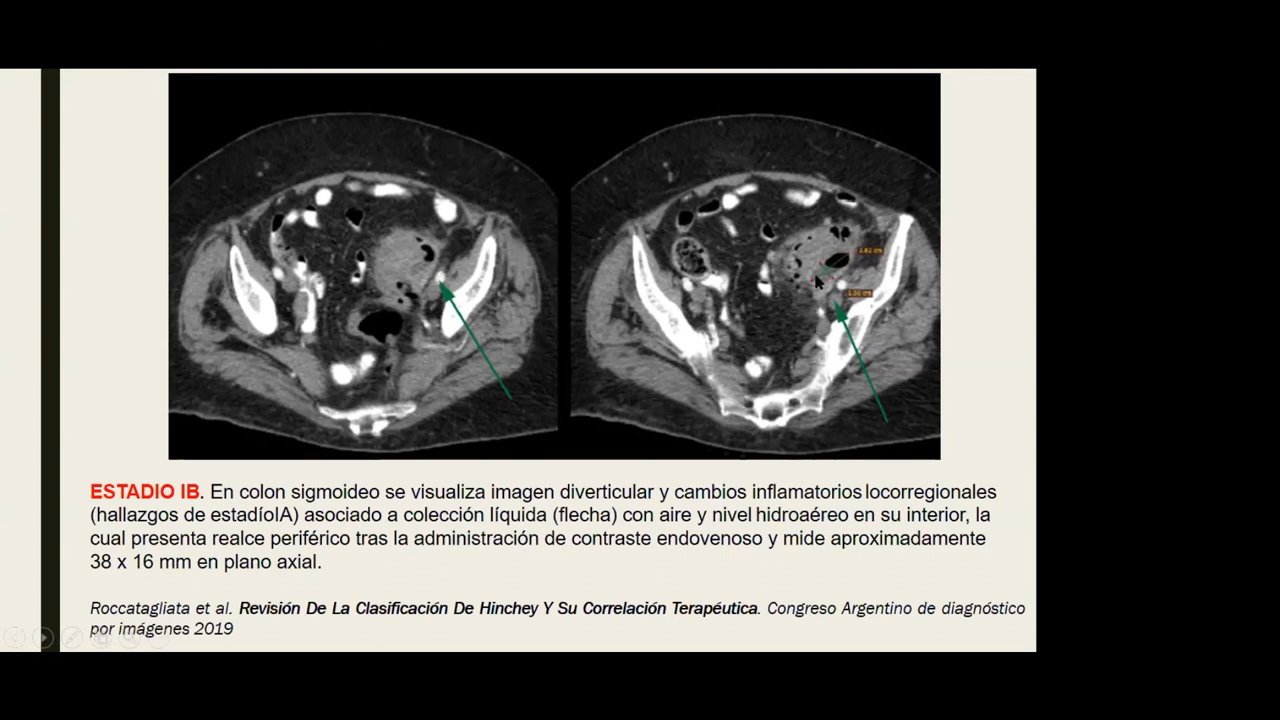 3.82 cm
ESTADIO IB. En colon sigmoideo se visualiza imagen diverticular y cambios inflamatorios locorregionales
(hallazgos de estadíoIA) asociado a colección líquida (flecha) con aire y nivel hidroaéreo en su interior, la
cual presenta realce periférico tras la administración de contraste endovenoso y mide aproximadamente
38 x 16 mm en plano axial.
Roccatagliata et al. Revisión De La Clasificación De Hinchey Y Su Correlación Terapéutica. Congreso Argentino de diagnóstico
por imágenes 2019